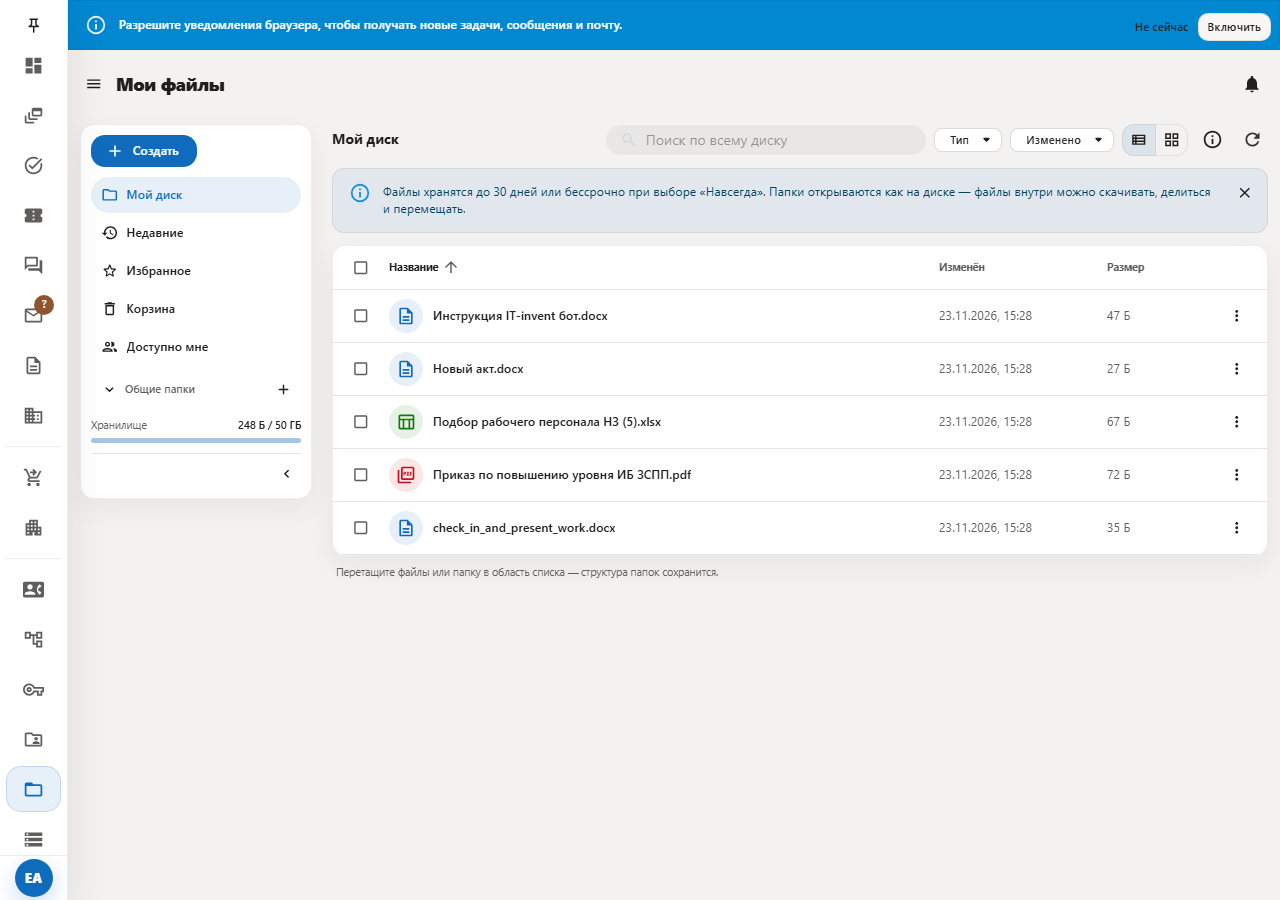 Разрешите уведомления браузера, чтобы получать новые задачи, сообщения и почту.
Не сейчас
Включить
Мои файлы
Создать
Мой диск
Недавние
Избранное
Корзина
Доступно мне
Общие папки
Хранилище 248 Б / 50 ГБ
?
EA
Мой диск
Поиск по всему диску
Тип
Изменено
Файлы хранятся до 30 дней или бессрочно при выборе «Навсегда». Папки открываются как на диске — файлы внутри можно скачивать, делиться
и перемещать.
Название Изменён Размер
Инструкция IT-invent бот.docx 23.11.2026, 15:28 47 Б
Новый акт.docx 23.11.2026, 15:28 27 Б
Подбор рабочего персонала НЗ (5).xlsx 23.11.2026, 15:28 67 Б
PDF Приказ по повышению уровня ИБ ЗСПП.pdf 23.11.2026, 15:28 72 Б
check_in_and_present_work.docx 23.11.2026, 15:28 35 Б
Перетащите файлы или папку в область списка — структура папок сохранится.